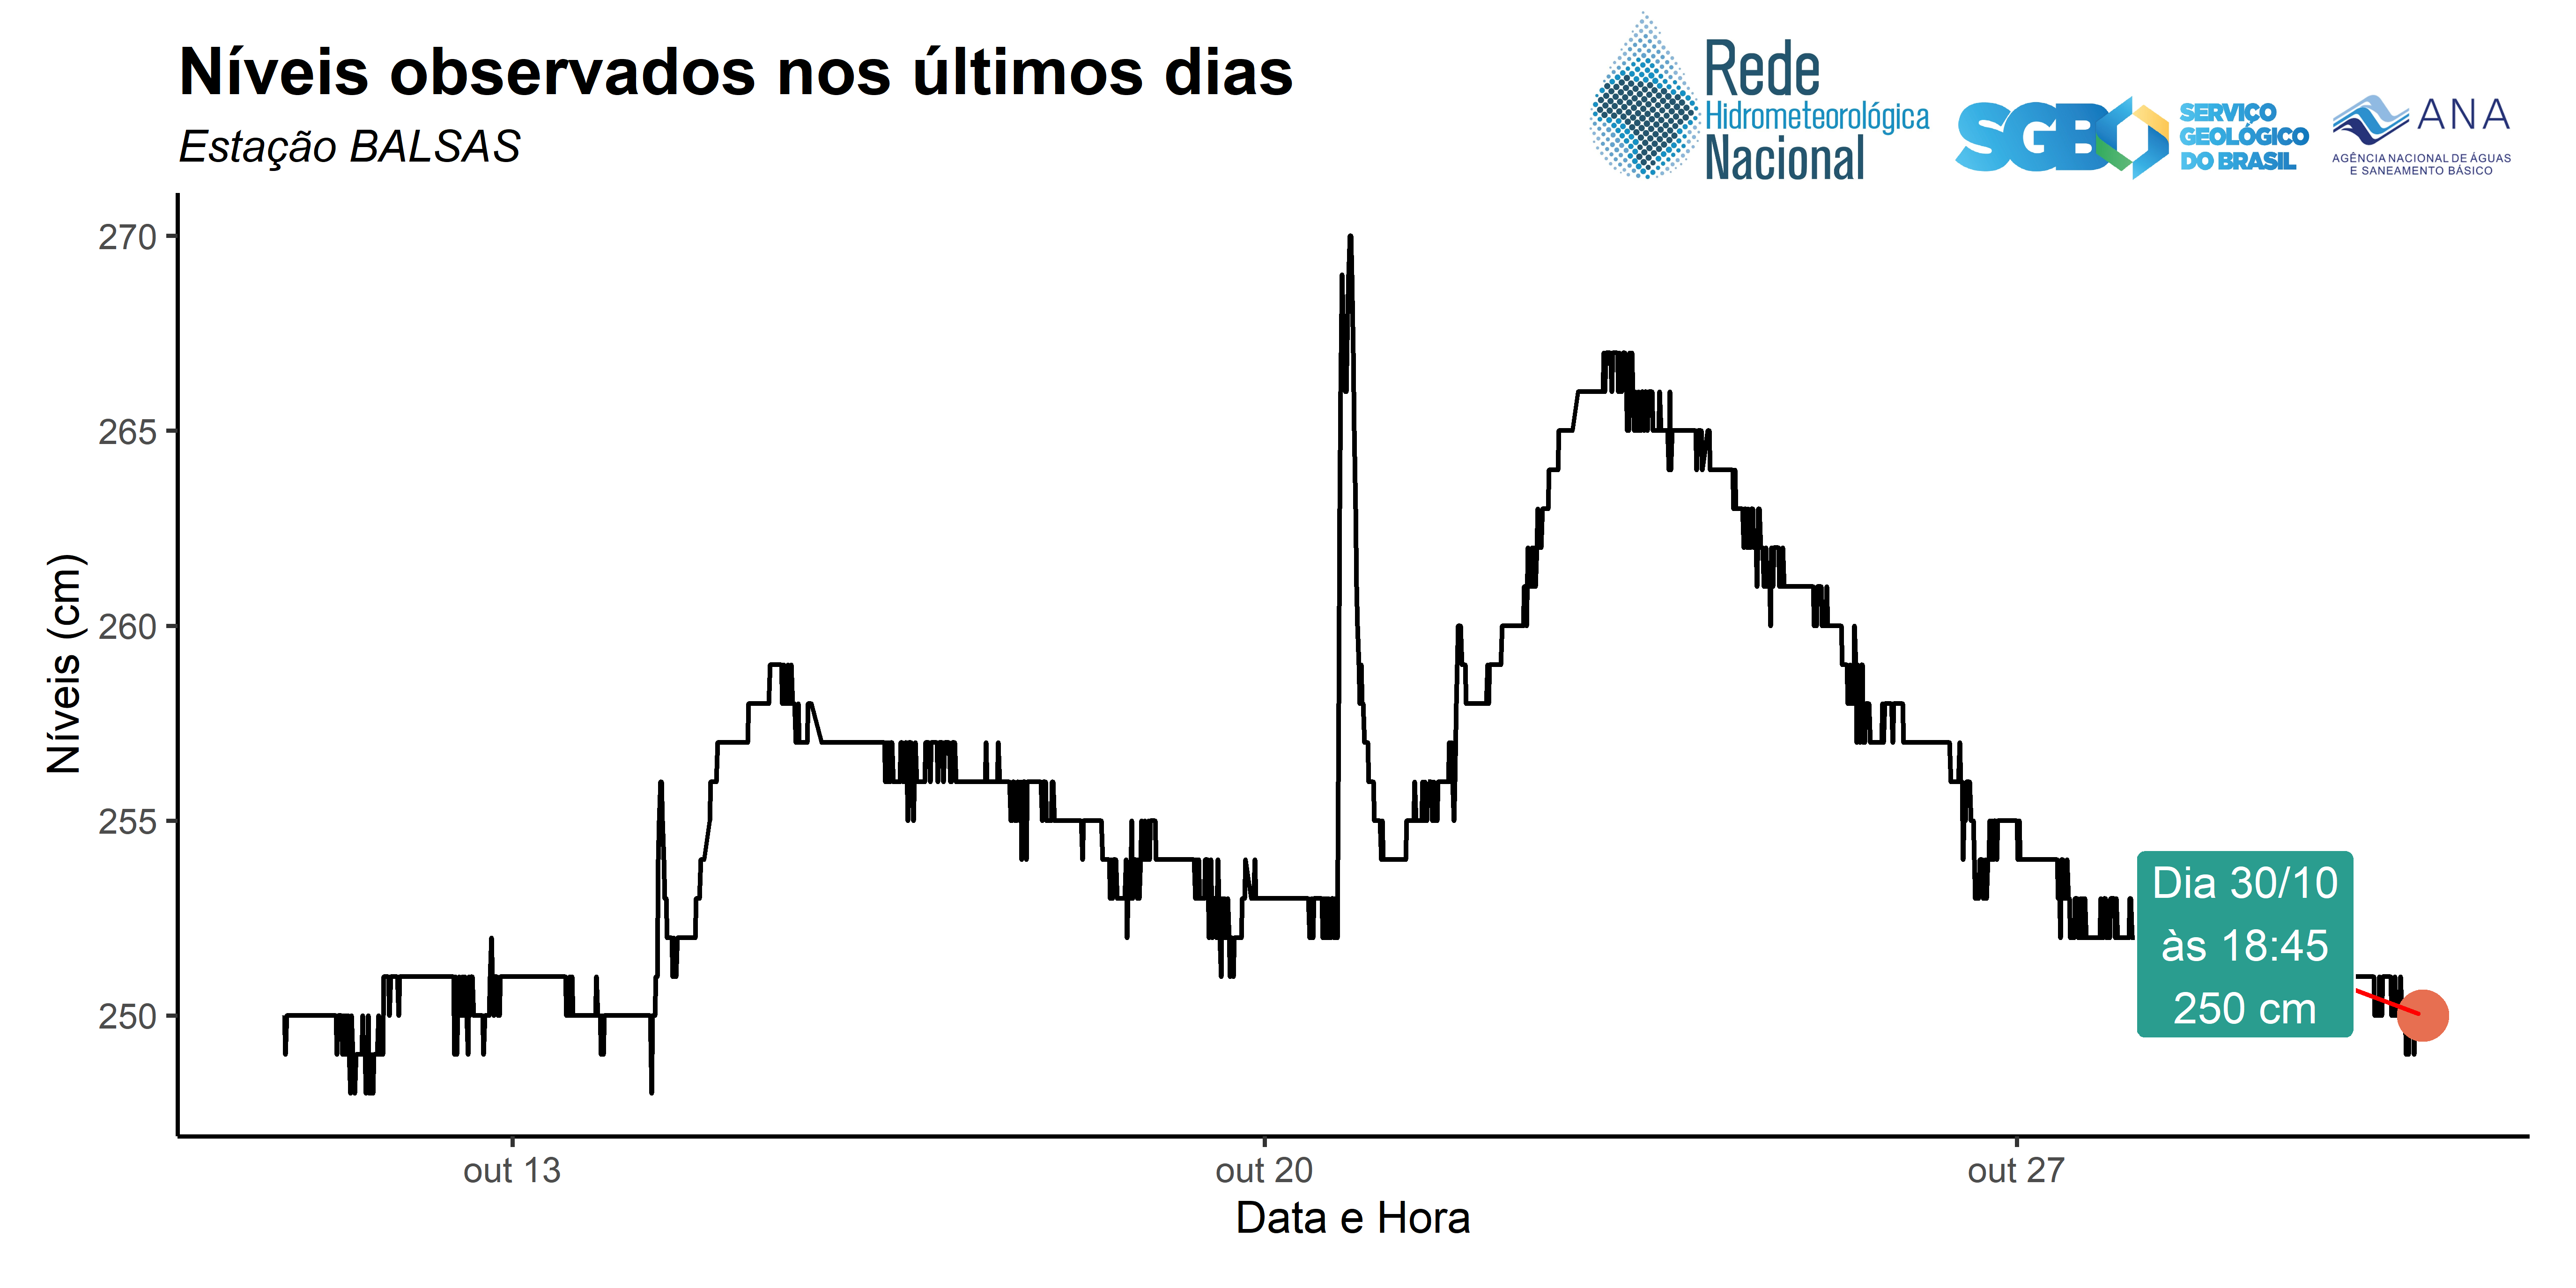 Níveis observados nos últimos dias
Estação BALSAS
Rede
Hidrometeorológica
Nacional
SGB
SERVIÇO
GEOLÓGICO
DO BRASIL
ANA
AGÊNCIA NACIONAL DE ÁGUAS
E SANEAMENTO BÁSICO
Níveis (cm)
270
265
260
255
250
Dia 30/10
às 18:45
250 cm
out 13
out 20
out 27
Data e Hora